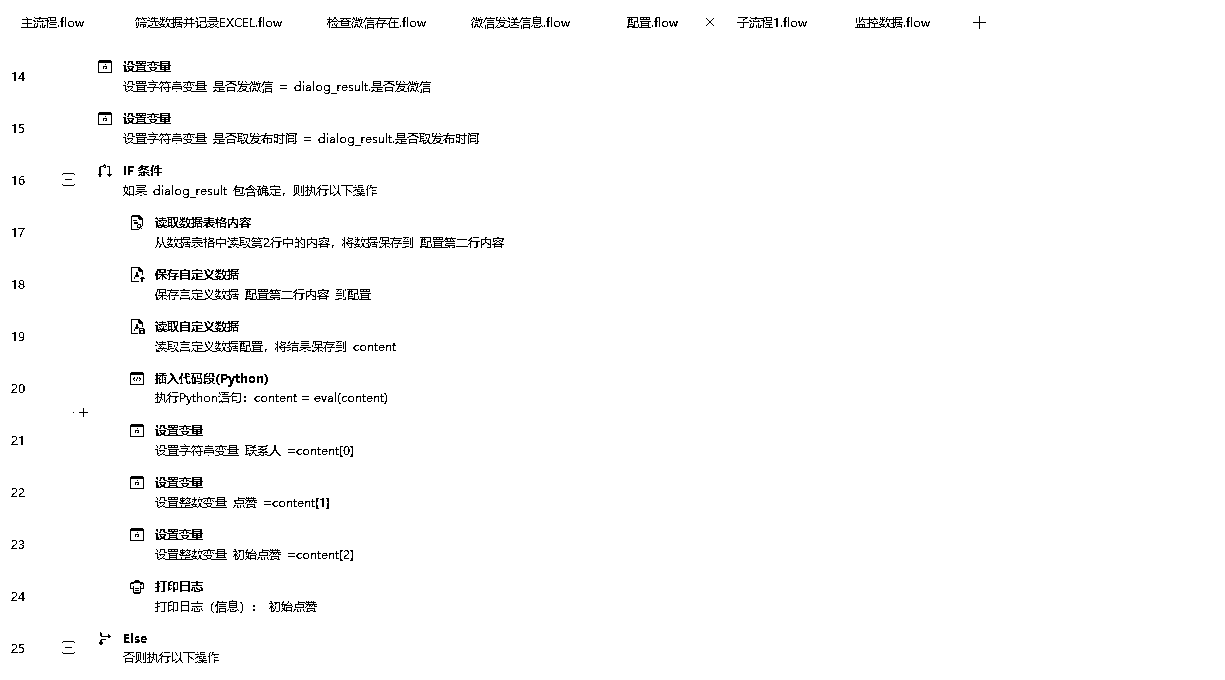 主流程.flow 筛选数据并记录EXCEL.flow 检查微信存在.flow 微信发送信息.flow 配置.flow × 子流程1.flow 监控数据.flow +
14 设置变量
设置字符串变量 是否发微信 = dialog_result.是否发微信
15 设置变量
设置字符串变量 是否取发布时间 = dialog_result.是否取发布时间
16 IF 条件
如果 dialog_result 包含确定，则执行以下操作
17 读取数据表格内容
从数据表格中读取第2行中的内容，将数据保存到 配置第二行内容
18 保存自定义数据
保存自定义数据 配置第二行内容 到配置
19 读取自定义数据
读取自定义数据配置，将结果保存到 content
20 插入代码段(Python)
执行Python语句：content = eval(content)
21 设置变量
设置字符串变量 联系人 =content[0]
22 设置变量
设置整数变量 点赞 =content[1]
23 设置变量
设置整数变量 初始点赞 =content[2]
24 打印日志
打印日志（信息）： 初始点赞
25 Else
否则执行以下操作